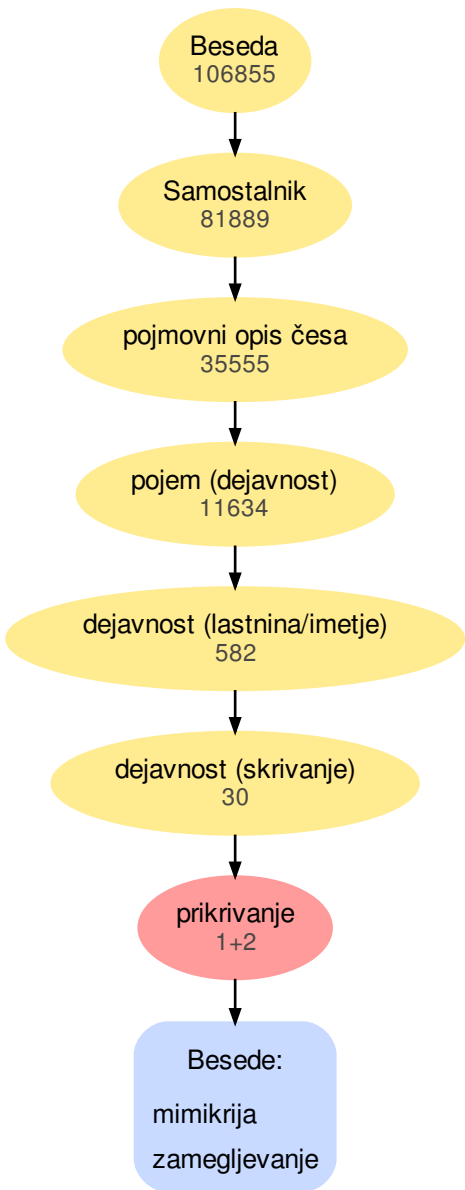 Beseda
106855
Samostalnik
81889
pojmovni opis česa
35555
pojem (dejavnost)
11634
dejavnost (lastnina/imetje)
582
dejavnost (skrivanje)
30
prikrivanje
1+2
Besede:
mimikrija
zamegljevanje